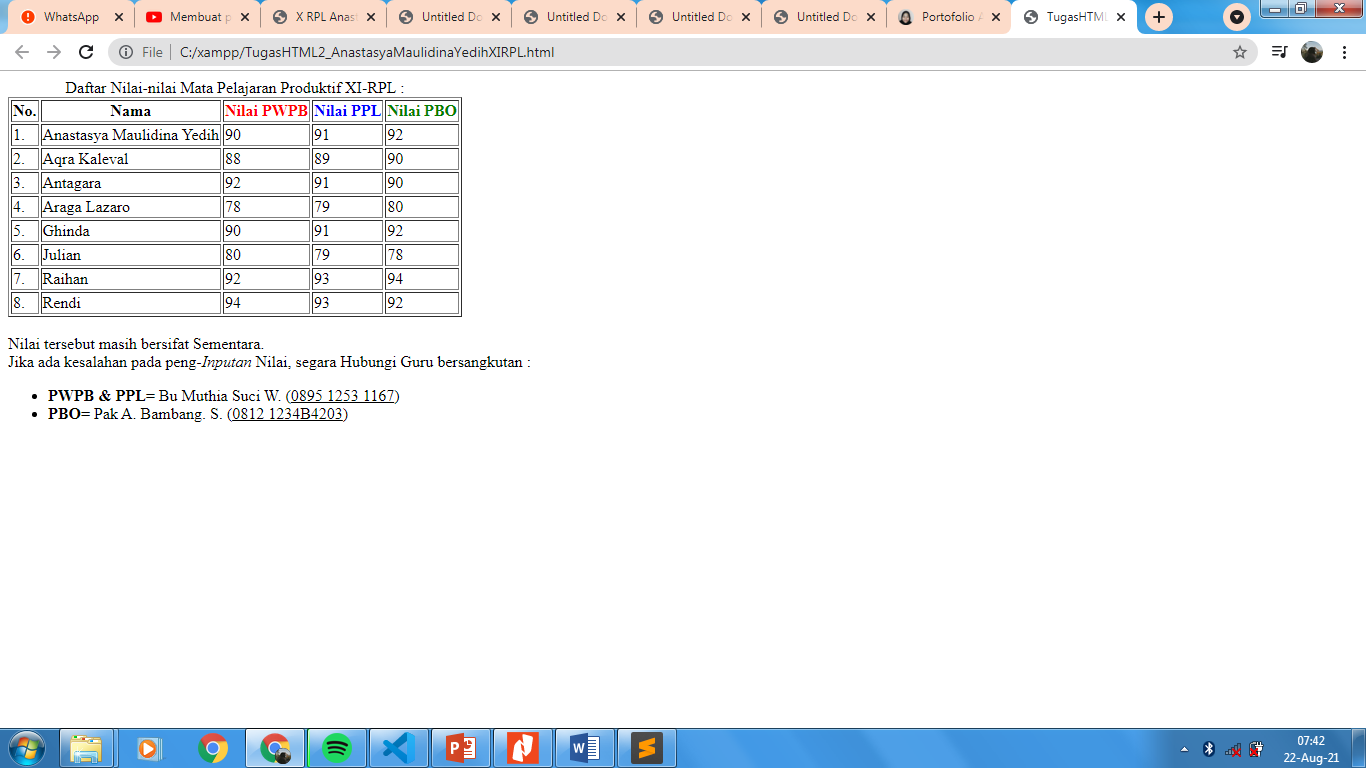 WhatsApp
Membuat p
X RPL Anast
Untitled Do
Untitled Do
Untitled Do
Untitled Do
Portofolio A
TugasHTML
File
C:/xampp/TugasHTML2_AnastasyaMaulidinaYedihXIRPL.html
Daftar Nilai-nilai Mata Pelajaran Produktif XI-RPL :
No. Nama Nilai PWPB Nilai PPL Nilai PBO
1. Anastasya Maulidina Yedih 90 91 92
2. Aqra Kaleval 88 89 90
3. Antagara 92 91 90
4. Araga Lazaro 78 79 80
5. Ghinda 90 91 92
6. Julian 80 79 78
7. Raihan 92 93 94
8. Rendi 94 93 92
Nilai tersebut masih bersifat Sementara.
Jika ada kesalahan pada peng-Inputan Nilai, segara Hubungi Guru bersangkutan :
• PWPB & PPL= Bu Muthia Suci W. (0895 1253 1167)
• PBO= Pak A. Bambang. S. (0812 1234B4203)
07:42
22-Aug-21